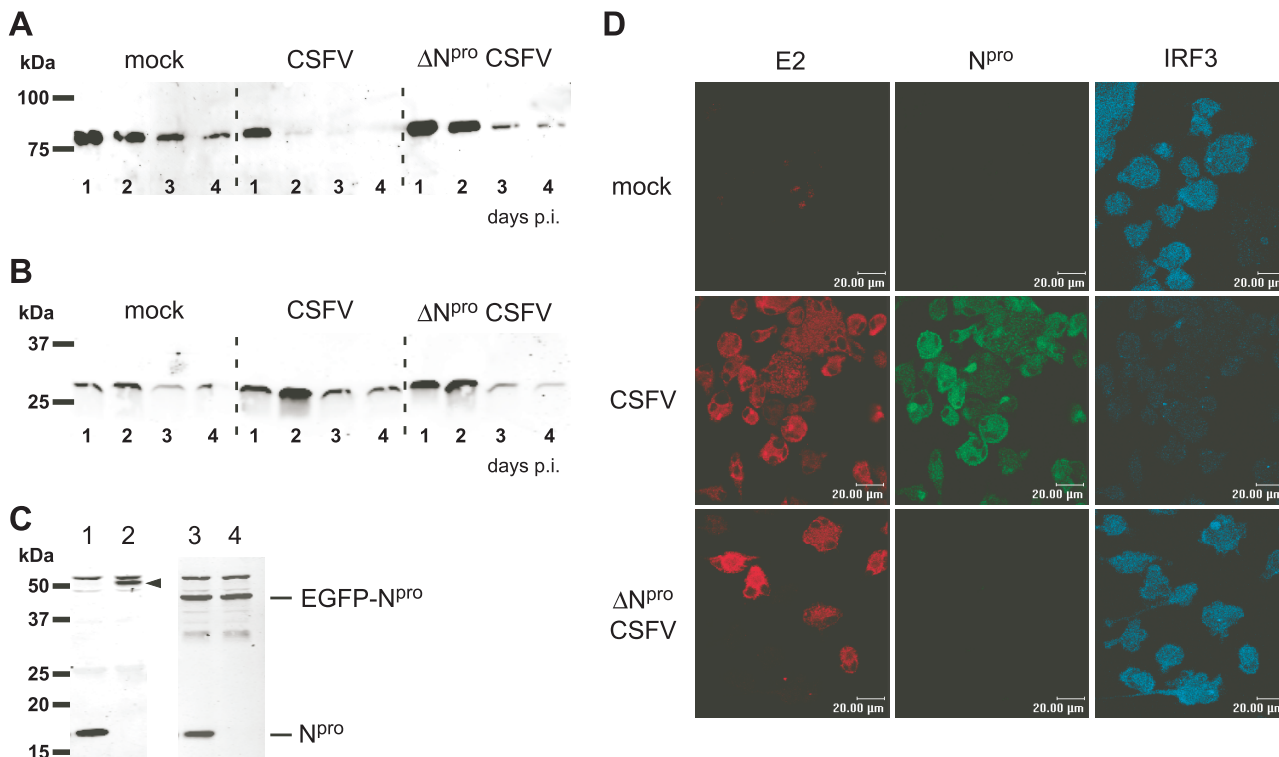 A
kDa
mock CSFV ΔNpro CSFV
100
75
1 2 3 4 1 2 3 4 1 2 3 4
days p.i.
B
kDa
mock CSFV ΔNpro CSFV
37
25
1 2 3 4 1 2 3 4 1 2 3 4
days p.i.
C
kDa
1 2 3 4
50
EGFP-Npro
37
25
20
Npro
15
D
E2 Npro IRF3
mock
20.00 µm 20.00 µm 20.00 µm
CSFV
20.00 µm 20.00 µm 20.00 µm
ΔNpro
CSFV
20.00 µm 20.00 µm 20.00 µm